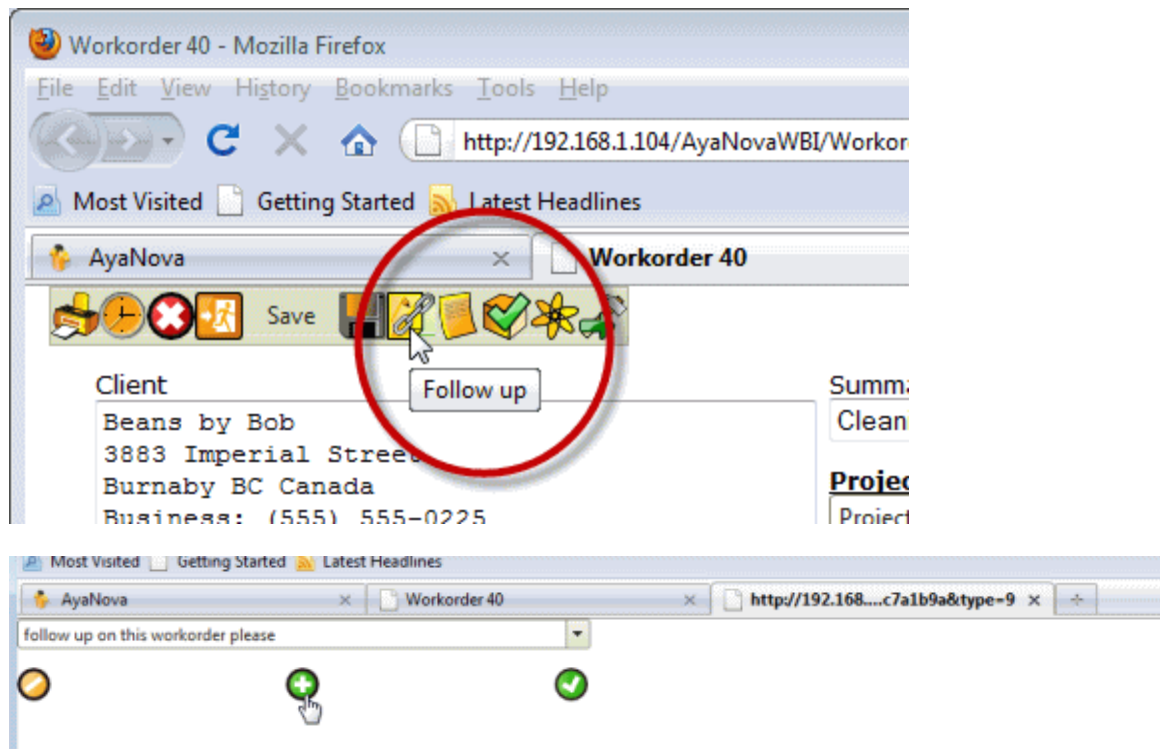 Workorder 40 - Mozilla Firefox
File Edit View History Bookmarks Tools Help
http://192.168.1.104/AyaNovaWBI/Workor
Most Visited Getting Started Latest Headlines
AyaNova Workorder 40
Save
Follow up
Client
Beans by Bob
3883 Imperial Street
Burnaby BC Canada
Business: (555) 555-0225
Summa
Clean
Projec
Project
Most Visited Getting Started Latest Headlines
AyaNova Workorder 40 http://192.168....c7a1b9a&type=9
follow up on this workorder please